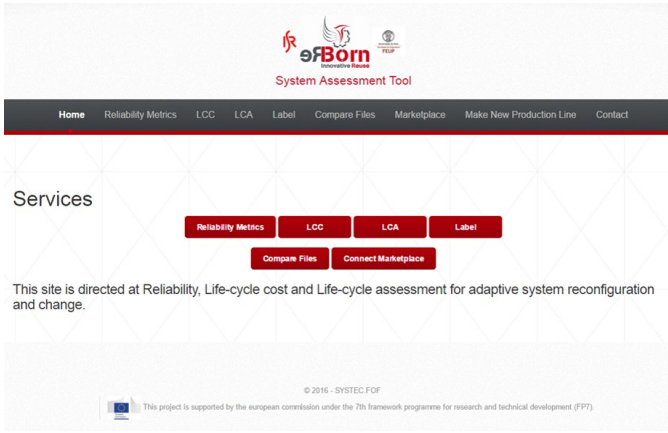 ISR
reBorn
Innovative Reuse
FEUP
System Assessment Tool
Home Reliability Metrics LCC LCA Label Compare Files Marketplace Make New Production Line Contact
Services
Reliability Metrics LCC LCA Label
Compare Files Connect Marketplace
This site is directed at Reliability, Life-cycle cost and Life-cycle assessment for adaptive system reconfiguration
and change.
© 2016 - SYSTEC.FOF
This project is supported by the european commission under the 7th framework programme for research and technical development (FP7).